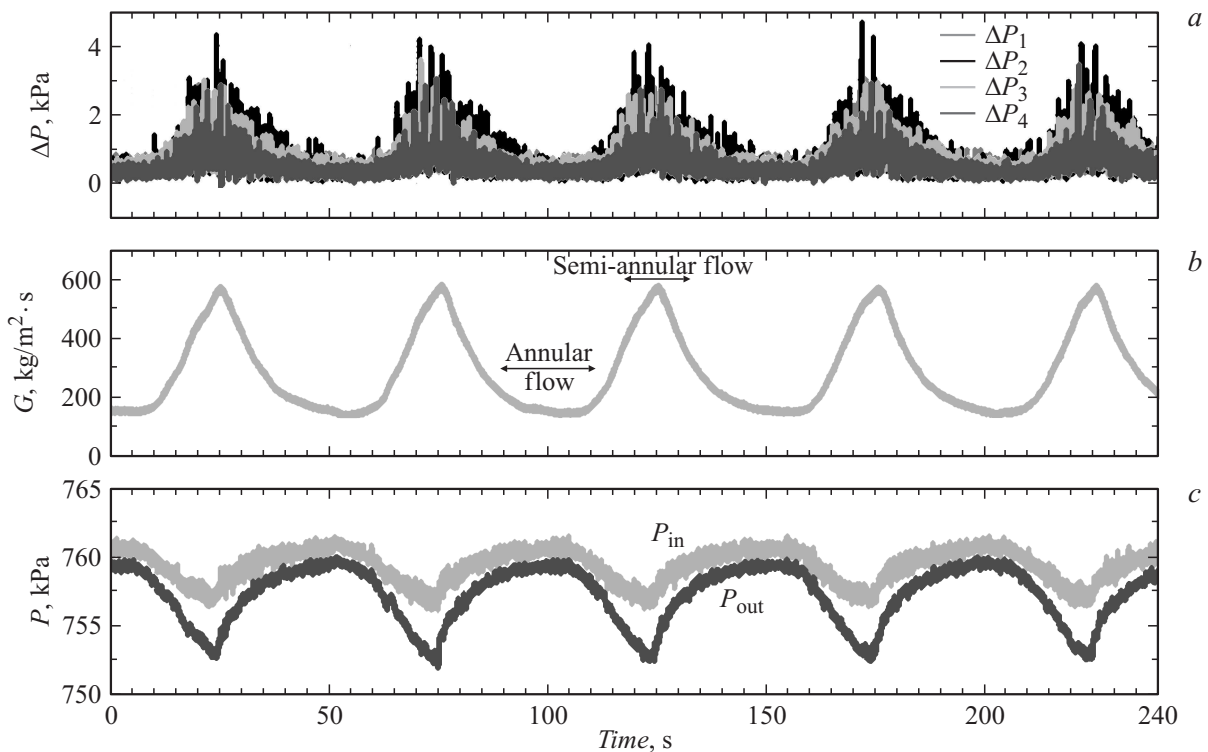 a
4
2
0
ΔP, kPa
ΔP1
ΔP2
ΔP3
ΔP4
b
600
400
200
0
G, kg/m2 · s
Semi-annular flow
Annular
flow
c
765
760
755
750
P, kPa
Pin
Pout
0 50 100 150 200 240
Time, s